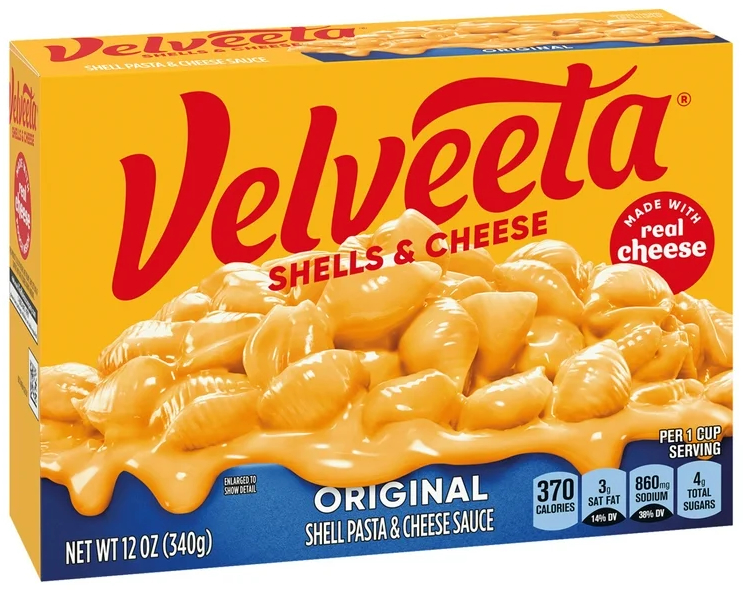 Velveeta
SHELLS & CHEESE
SHELL PASTA & CHEESE SAUCE
ORIGINAL
Velveeta
SHELLS & CHEESE
real
cheese
Velveeta®
SHELLS & CHEESE
MADE WITH
real
cheese
PER 1 CUP
SERVING
370
CALORIES
3g
SAT FAT
14% DV
860mg
SODIUM
38% DV
4g
TOTAL
SUGARS
ENLARGED TO
SHOW DETAIL
ORIGINAL
SHELL PASTA & CHEESE SAUCE
NET WT 12 OZ (340g)